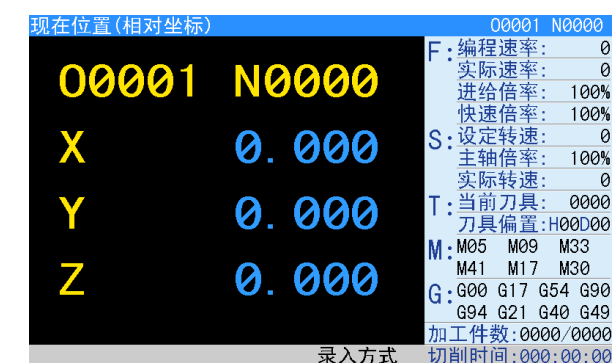 现在位置(相对坐标) O0001 N0000
O0001 N0000
X 0.000
Y 0.000
Z 0.000
F:编程速率: 0
实际速率: 0
进给倍率: 100%
快速倍率: 100%
S:设定转速: 0
主轴倍率: 100%
实际转速: 0
T:当前刀具: 0000
刀具偏置:H00D00
M:M05 M09 M33
M41 M17 M30
G:G00 G17 G54 G90
G94 G21 G40 G49
加工件数:0000/0000
录入方式 切削时间:000:00:00